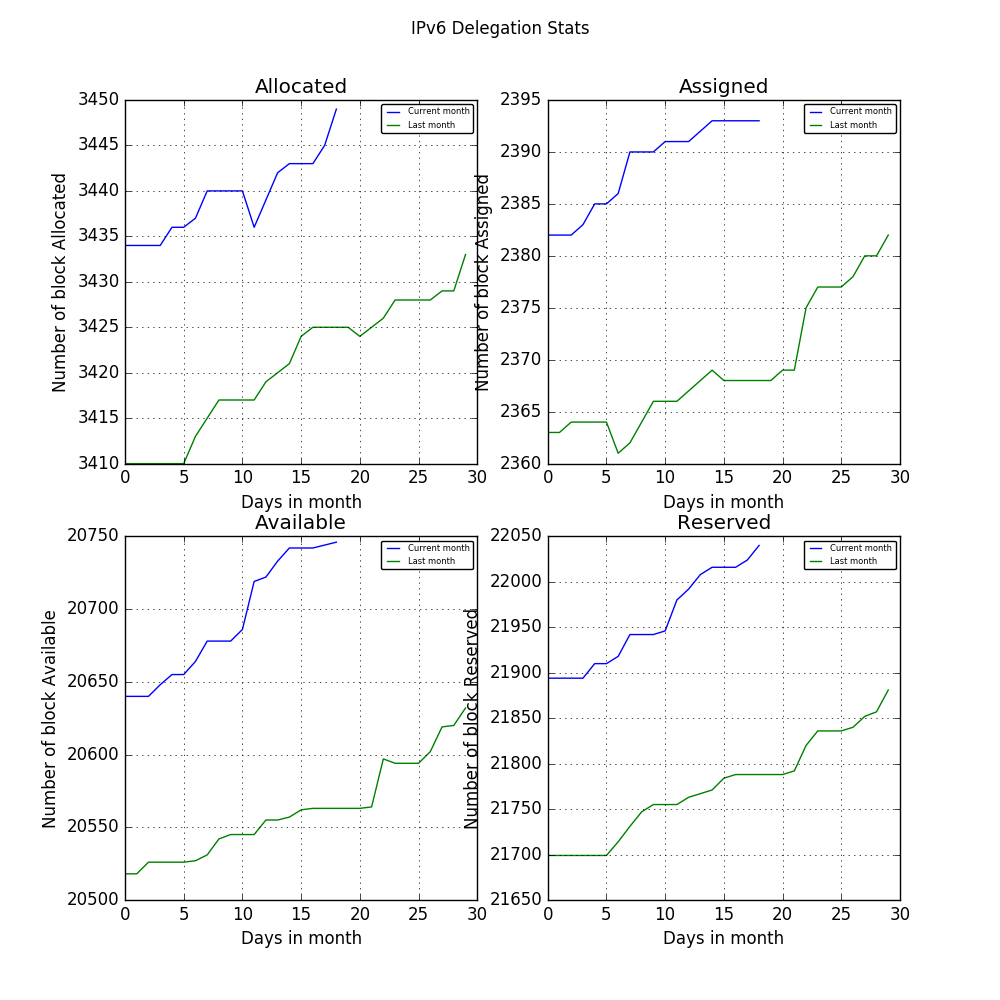 IPv6 Delegation Stats
Allocated
3450
3445
3440
3435
3430
3425
3420
3415
3410
Number of block Allocated
Current month
Last month
0 5 10 15 20 25 30
Days in month
Assigned
2395
2390
2385
2380
2375
2370
2365
2360
Number of block Assigned
Current month
Last month
0 5 10 15 20 25 30
Days in month
Available
20750
20700
20650
20600
20550
20500
Number of block Available
Current month
Last month
0 5 10 15 20 25 30
Days in month
Reserved
22050
22000
21950
21900
21850
21800
21750
21700
21650
Number of block Reserved
Current month
Last month
0 5 10 15 20 25 30
Days in month